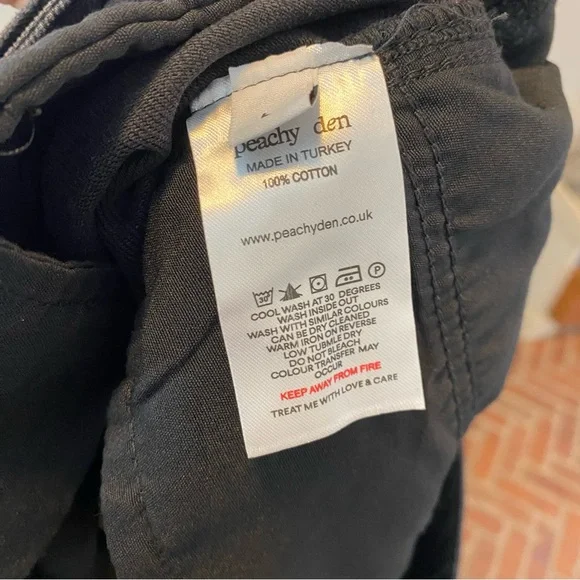 peachy den
MADE IN TURKEY
100% COTTON
www.peachyden.co.uk
30° P
COOL WASH AT 30 DEGREES
WASH INSIDE OUT
WASH WITH SIMILAR COLOURS
CAN BE DRY CLEANED
WARM IRON ON REVERSE
LOW TUBMLE DRY
DO NOT BLEACH
COLOUR TRANSFER MAY
OCCUR
KEEP AWAY FROM FIRE
TREAT ME WITH LOVE & CARE